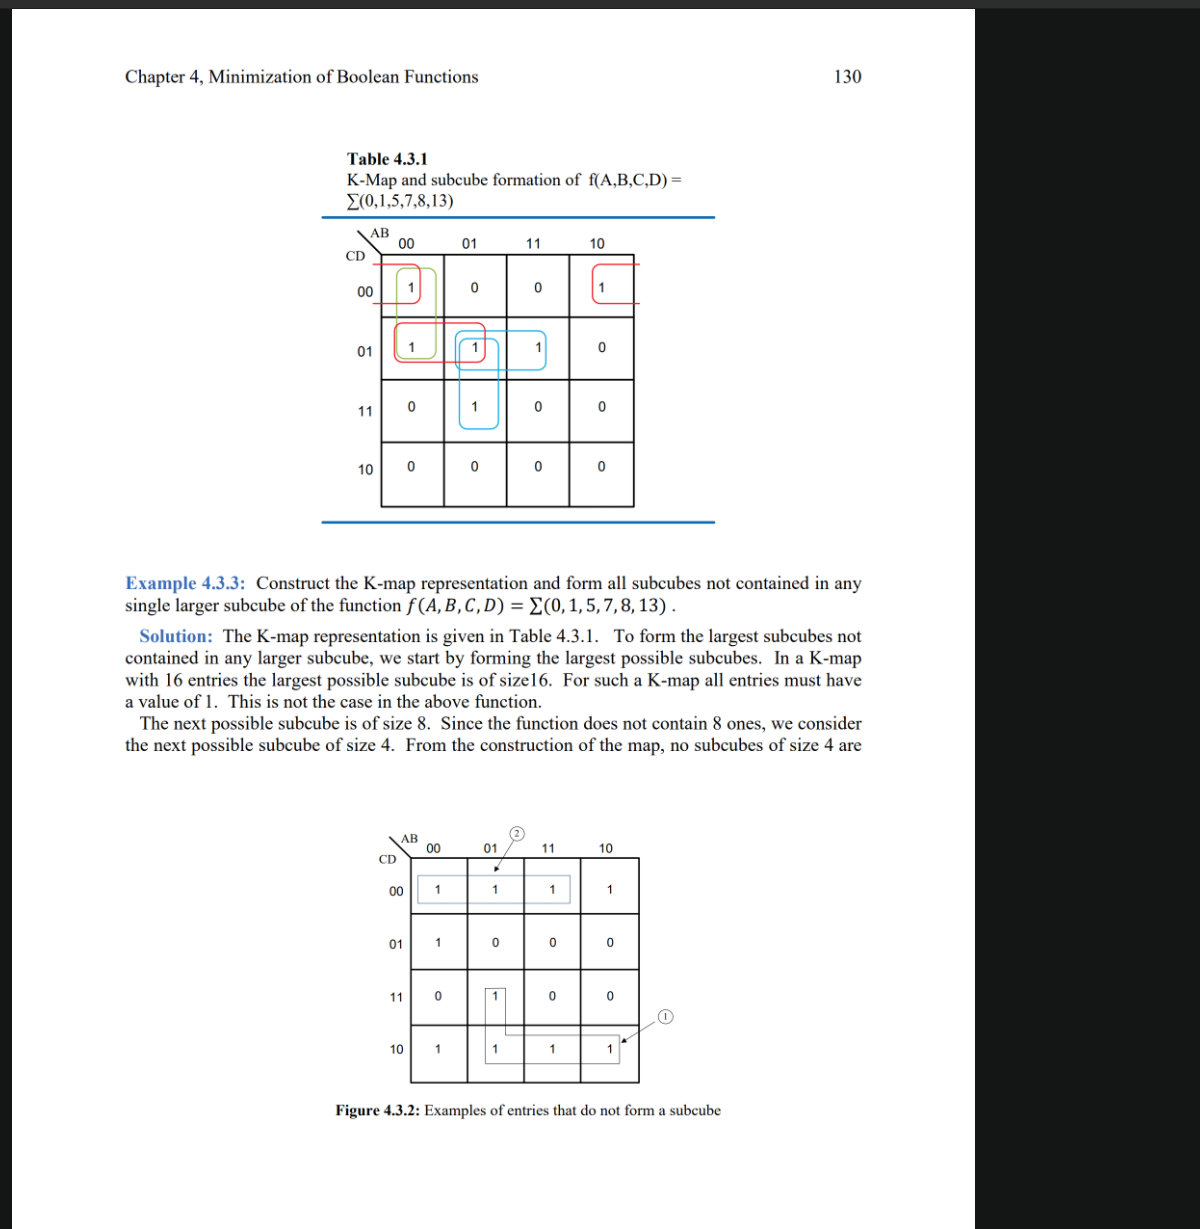 Chapter 4, Minimization of Boolean Functions 130
Table 4.3.1
K-Map and subcube formation of f(A,B,C,D) =
∑(0,1,5,7,8,13)
AB
00 01 11 10
CD
00 1 0 0 1
01 1 1 1 0
11 0 1 0 0
10 0 0 0 0
Example 4.3.3: Construct the K-map representation and form all subcubes not contained in any
single larger subcube of the function f(A,B,C,D) = ∑(0,1,5,7,8,13) .
Solution: The K-map representation is given in Table 4.3.1. To form the largest subcubes not
contained in any larger subcube, we start by forming the largest possible subcubes. In a K-map
with 16 entries the largest possible subcube is of size16. For such a K-map all entries must have
a value of 1. This is not the case in the above function.
The next possible subcube is of size 8. Since the function does not contain 8 ones, we consider
the next possible subcube of size 4. From the construction of the map, no subcubes of size 4 are
②
AB
00 01 11 10
CD
00 1 1 1 1
01 1 0 0 0
11 0 1 0 0
①
10 1 1 1 1
Figure 4.3.2: Examples of entries that do not form a subcube